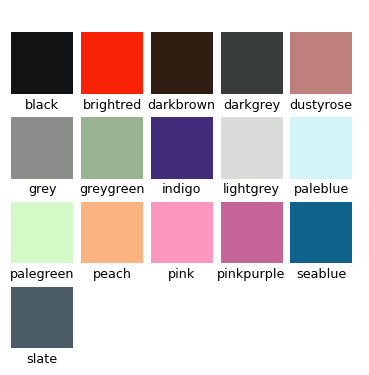 black brightred darkbrown darkgrey dustyrose
grey greygreen indigo lightgrey paleblue
palegreen peach pink pinkpurple seablue
slate